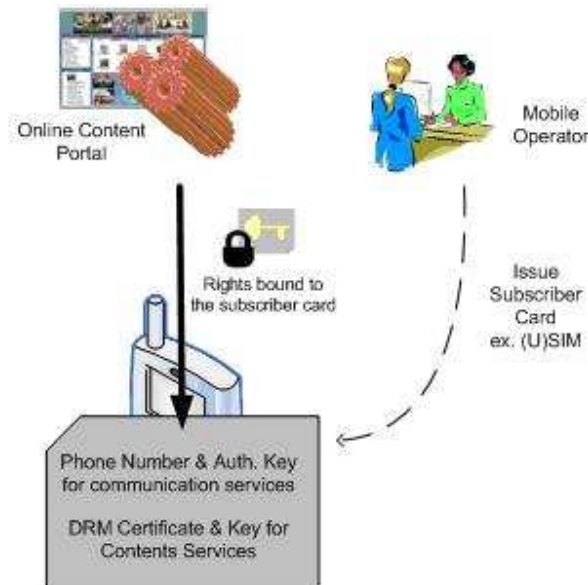 Online Content
Portal
Mobile
Operator
Rights bound to
the subscriber card
Issue
Subscriber
Card
ex. (U)SIM
Phone Number & Auth. Key
for communication services
DRM Certificate & Key for
Contents Services